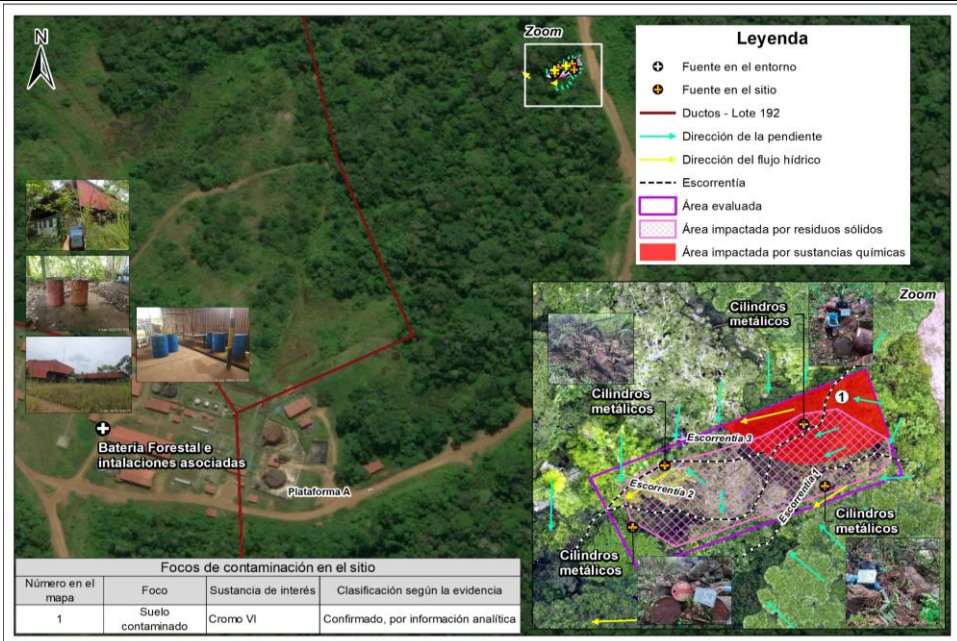 N
Zoom
Leyenda
Fuente en el entorno
Fuente en el sitio
Ductos - Lote 192
Dirección de la pendiente
Dirección del flujo hídrico
Escorrentía
Área evaluada
Área impactada por residuos sólidos
Área impactada por sustancias químicas
Batería Forestal e
intalaciones asociadas
Plataforma A
Zoom
Cilindros
metálicos
Cilindros
metálicos
1
Escorrentía 3
Escorrentía 2
Escorrentía 1
Cilindros
metálicos
Cilindros
metálicos
Focos de contaminación en el sitio
Número en el
mapa
Foco
Sustancia de interés
Clasificación según la evidencia
1
Suelo
contaminado
Cromo VI
Confirmado, por información analítica